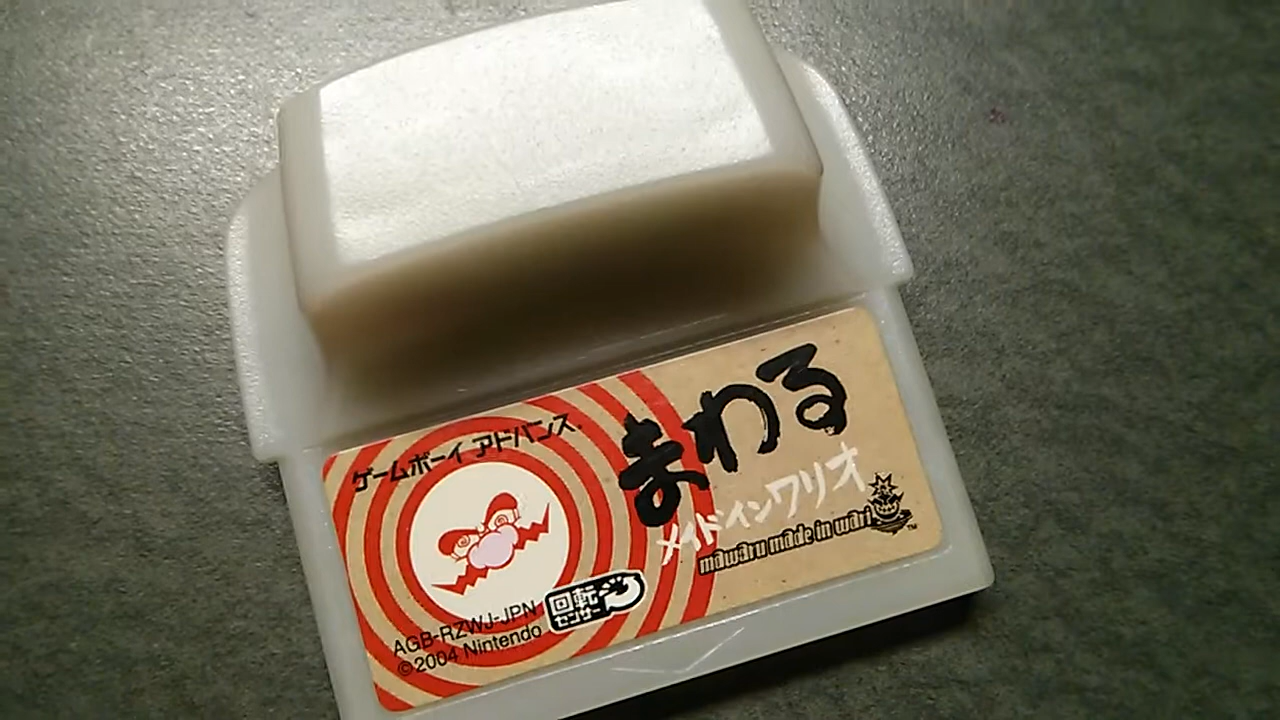 ゲームボーイ アドバンス.
まわる
メイドインワリオ
mawaru made in wario™
回転
センサー
AGB-RZWJ-JPN
©2004 Nintendo